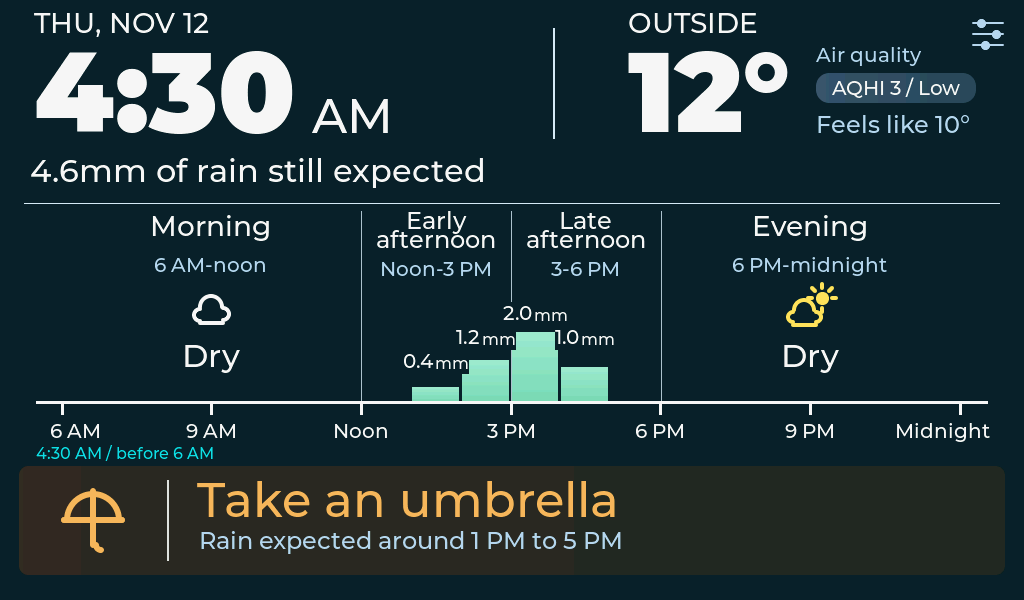 THU, NOV 12
4:30 AM
4.6mm of rain still expected
OUTSIDE
12°
Air quality
AQHI 3 / Low
Feels like 10°
Morning
6 AM-noon
Dry
Early
afternoon
Noon-3 PM
Late
afternoon
3-6 PM
Evening
6 PM-midnight
Dry
0.4mm
1.2mm
2.0mm
1.0mm
6 AM 9 AM Noon 3 PM 6 PM 9 PM Midnight
4:30 AM / before 6 AM
Take an umbrella
Rain expected around 1 PM to 5 PM